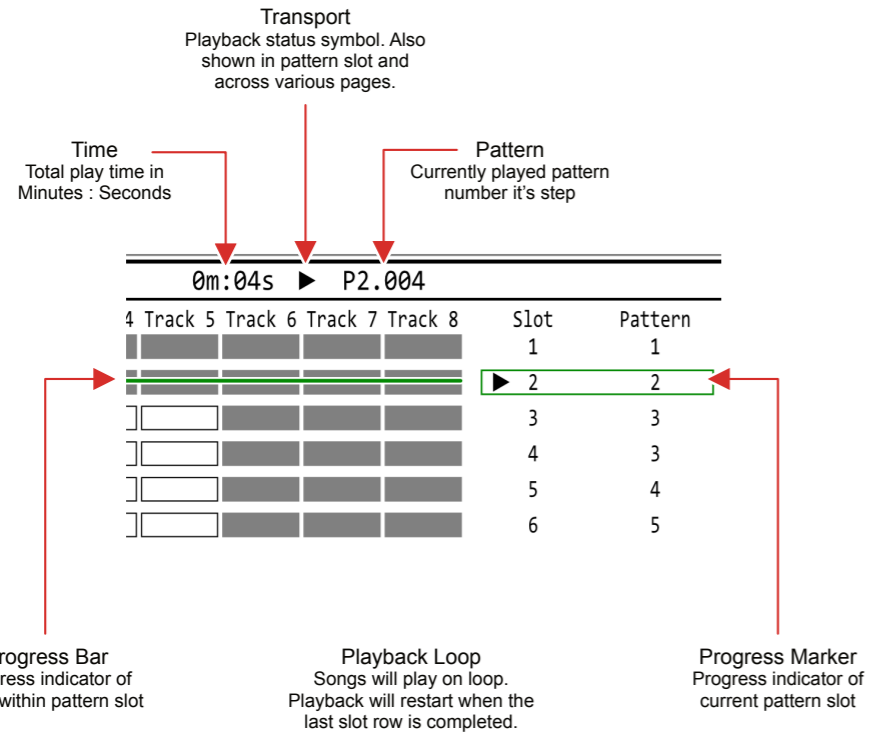 Transport
Playback status symbol. Also
shown in pattern slot and
across various pages.
Time
Total play time in
Minutes : Seconds
Pattern
Currently played pattern
number it's step
0m:04s ▶ P2.004
4 Track 5 Track 6 Track 7 Track 8 Slot Pattern
1 1
▶ 2 2
3 3
4 3
5 4
6 5
rogress Bar
ress indicator of
within pattern slot
Playback Loop
Songs will play on loop.
Playback will restart when the
last slot row is completed.
Progress Marker
Progress indicator of
current pattern slot